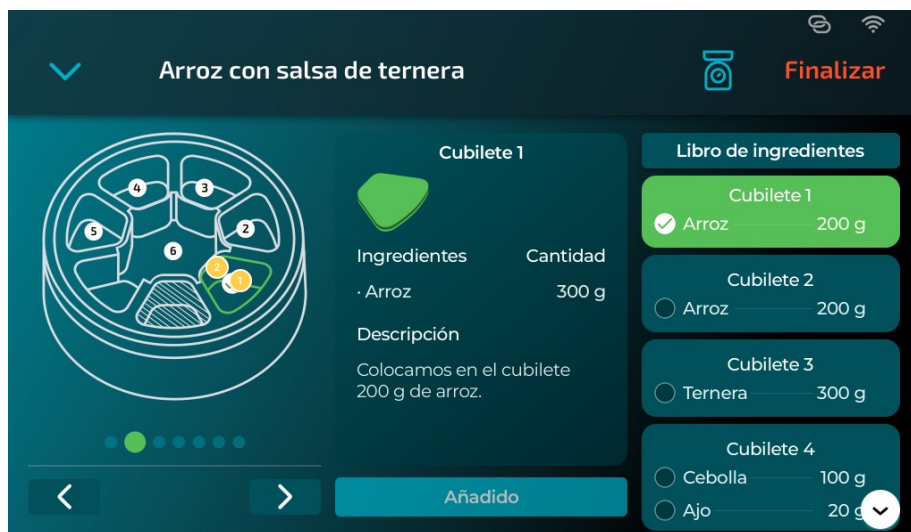 Arroz con salsa de ternera
Finalizar
4
3
5
2
6
2
1
Cubilete 1
Ingredientes Cantidad
· Arroz 300 g
Descripción
Colocamos en el cubilete
200 g de arroz.
Añadido
Libro de ingredientes
Cubilete 1
Arroz 200 g
Cubilete 2
Arroz 200 g
Cubilete 3
Ternera 300 g
Cubilete 4
Cebolla 100 g
Ajo 20 g